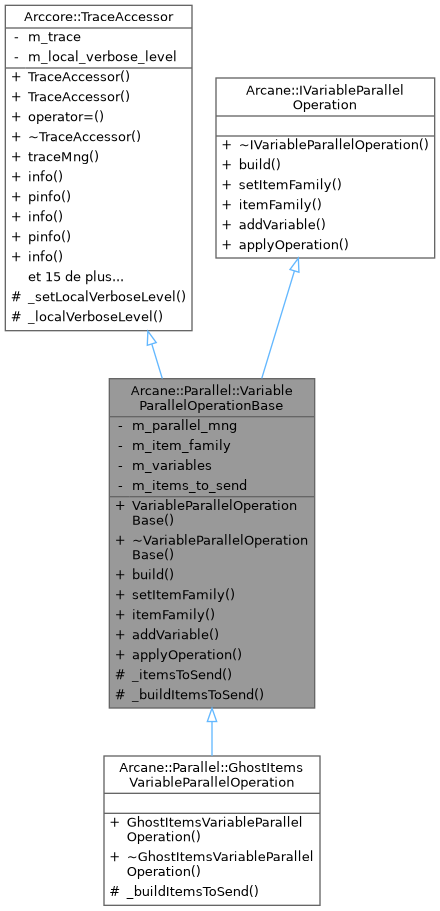 Arccore::TraceAccessor
- m_trace
- m_local_verbose_level
+ TraceAccessor()
+ TraceAccessor()
+ operator=()
+ ~TraceAccessor()
+ traceMng()
+ info()
+ pinfo()
+ info()
+ pinfo()
+ info()
et 15 de plus...
# _setLocalVerboseLevel()
# _localVerboseLevel()
Arcane::IVariableParallel
Operation
+ ~IVariableParallelOperation()
+ build()
+ setItemFamily()
+ itemFamily()
+ addVariable()
+ applyOperation()
Arcane::Parallel::Variable
ParallelOperationBase
- m_parallel_mng
- m_item_family
- m_variables
- m_items_to_send
+ VariableParallelOperation
Base()
+ ~VariableParallelOperation
Base()
+ build()
+ setItemFamily()
+ itemFamily()
+ addVariable()
+ applyOperation()
# _itemsToSend()
# _buildItemsToSend()
Arcane::Parallel::GhostItems
VariableParallelOperation
+ GhostItemsVariableParallel
Operation()
+ ~GhostItemsVariableParallel
Operation()
# _buildItemsToSend()